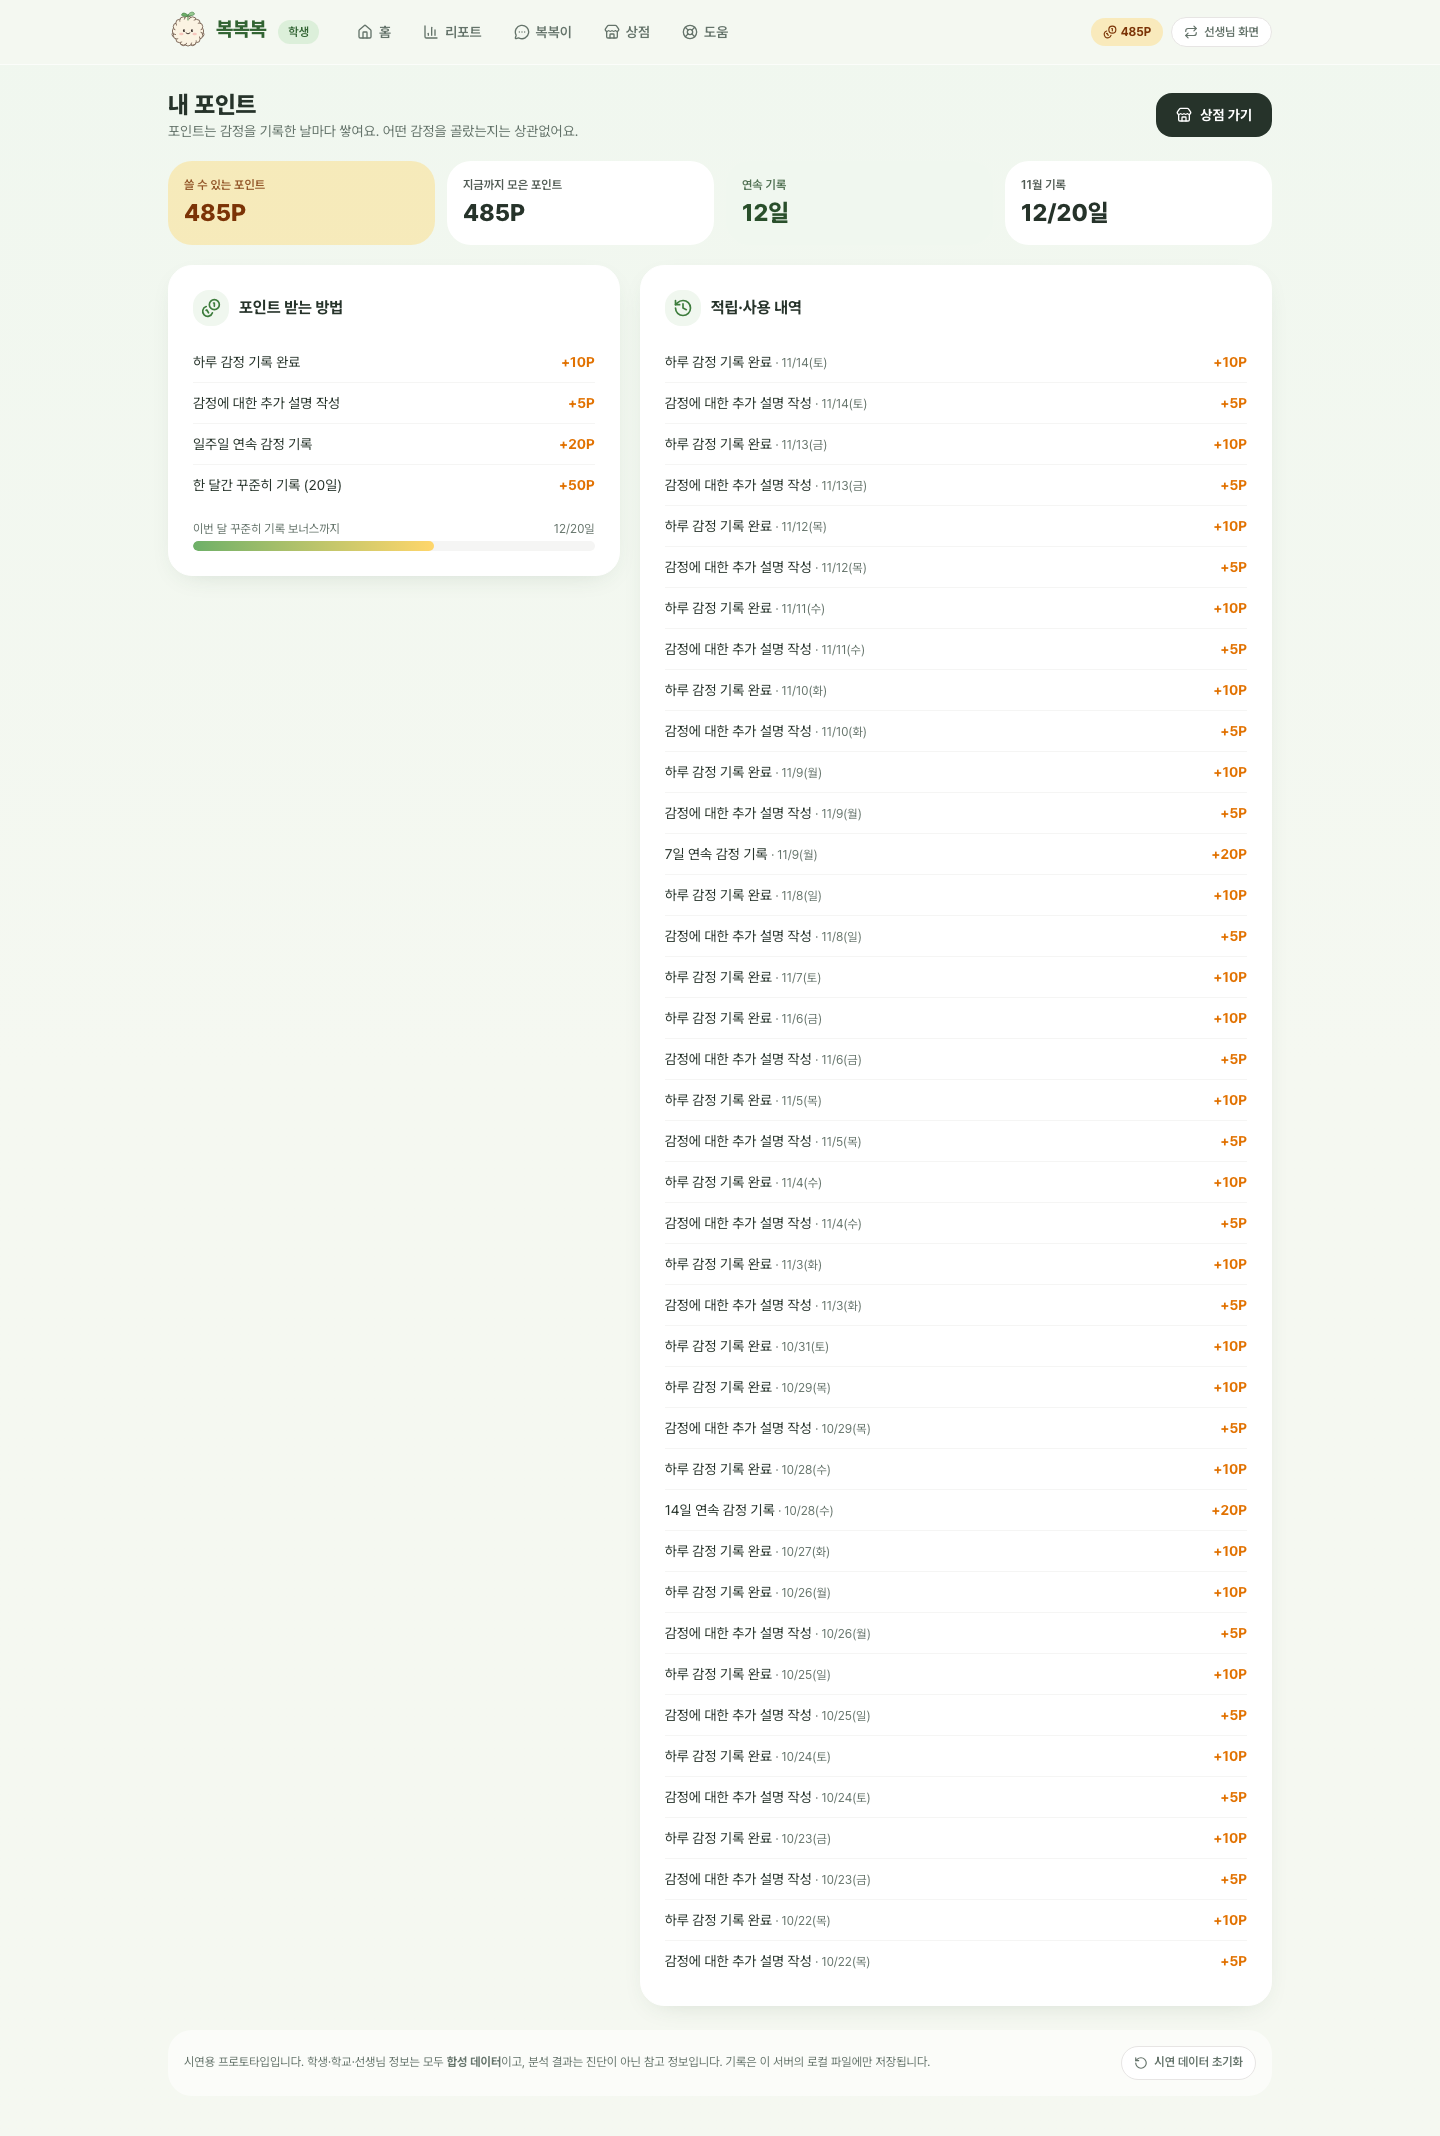 복복복 학생 홈 리포트 복복이 상점 도움 485P 선생님 화면
내 포인트
포인트는 감정을 기록한 날마다 쌓여요. 어떤 감정을 골랐는지는 상관없어요.
상점 가기
쓸 수 있는 포인트
485P
지금까지 모은 포인트
485P
연속 기록
12일
11월 기록
12/20일
포인트 받는 방법
하루 감정 기록 완료 +10P
감정에 대한 추가 설명 작성 +5P
일주일 연속 감정 기록 +20P
한 달간 꾸준히 기록 (20일) +50P
이번 달 꾸준히 기록 보너스까지 12/20일
적립·사용 내역
하루 감정 기록 완료 · 11/14(토) +10P
감정에 대한 추가 설명 작성 · 11/14(토) +5P
하루 감정 기록 완료 · 11/13(금) +10P
감정에 대한 추가 설명 작성 · 11/13(금) +5P
하루 감정 기록 완료 · 11/12(목) +10P
감정에 대한 추가 설명 작성 · 11/12(목) +5P
하루 감정 기록 완료 · 11/11(수) +10P
감정에 대한 추가 설명 작성 · 11/11(수) +5P
하루 감정 기록 완료 · 11/10(화) +10P
감정에 대한 추가 설명 작성 · 11/10(화) +5P
하루 감정 기록 완료 · 11/9(월) +10P
감정에 대한 추가 설명 작성 · 11/9(월) +5P
7일 연속 감정 기록 · 11/9(월) +20P
하루 감정 기록 완료 · 11/8(일) +10P
감정에 대한 추가 설명 작성 · 11/8(일) +5P
하루 감정 기록 완료 · 11/7(토) +10P
하루 감정 기록 완료 · 11/6(금) +10P
감정에 대한 추가 설명 작성 · 11/6(금) +5P
하루 감정 기록 완료 · 11/5(목) +10P
감정에 대한 추가 설명 작성 · 11/5(목) +5P
하루 감정 기록 완료 · 11/4(수) +10P
감정에 대한 추가 설명 작성 · 11/4(수) +5P
하루 감정 기록 완료 · 11/3(화) +10P
감정에 대한 추가 설명 작성 · 11/3(화) +5P
하루 감정 기록 완료 · 10/31(토) +10P
하루 감정 기록 완료 · 10/29(목) +10P
감정에 대한 추가 설명 작성 · 10/29(목) +5P
하루 감정 기록 완료 · 10/28(수) +10P
14일 연속 감정 기록 · 10/28(수) +20P
하루 감정 기록 완료 · 10/27(화) +10P
하루 감정 기록 완료 · 10/26(월) +10P
감정에 대한 추가 설명 작성 · 10/26(월) +5P
하루 감정 기록 완료 · 10/25(일) +10P
감정에 대한 추가 설명 작성 · 10/25(일) +5P
하루 감정 기록 완료 · 10/24(토) +10P
감정에 대한 추가 설명 작성 · 10/24(토) +5P
하루 감정 기록 완료 · 10/23(금) +10P
감정에 대한 추가 설명 작성 · 10/23(금) +5P
하루 감정 기록 완료 · 10/22(목) +10P
감정에 대한 추가 설명 작성 · 10/22(목) +5P
시연용 프로토타입입니다. 학생·학교·선생님 정보는 모두 합성 데이터이고, 분석 결과는 진단이 아닌 참고 정보입니다. 기록은 이 서버의 로컬 파일에만 저장됩니다.
시연 데이터 초기화